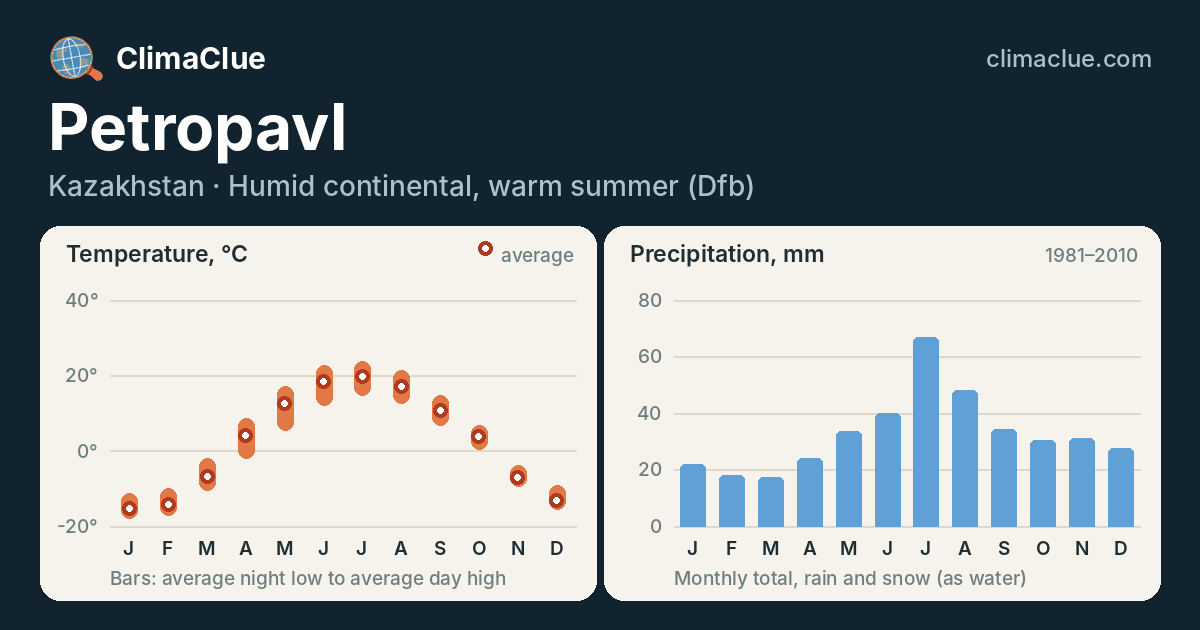 ClimaClue
climaclue.com
Petropavl
Kazakhstan · Humid continental, warm summer (Dfb)
Temperature, °C
average
40°
20°
0°
-20°
J F M A M J J A S O N D
Bars: average night low to average day high
Precipitation, mm
1981–2010
80
60
40
20
0
J F M A M J J A S O N D
Monthly total, rain and snow (as water)